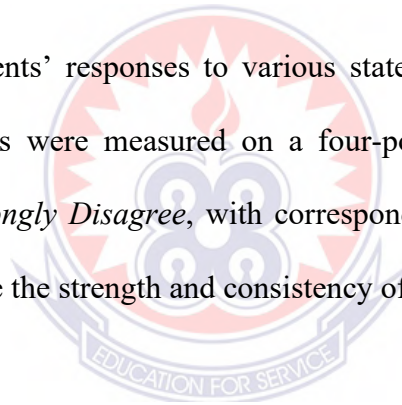 ents’ responses to various state
s were measured on a four-po
ongly Disagree, with correspon
e the strength and consistency of
EDUCATION FOR SERVICE